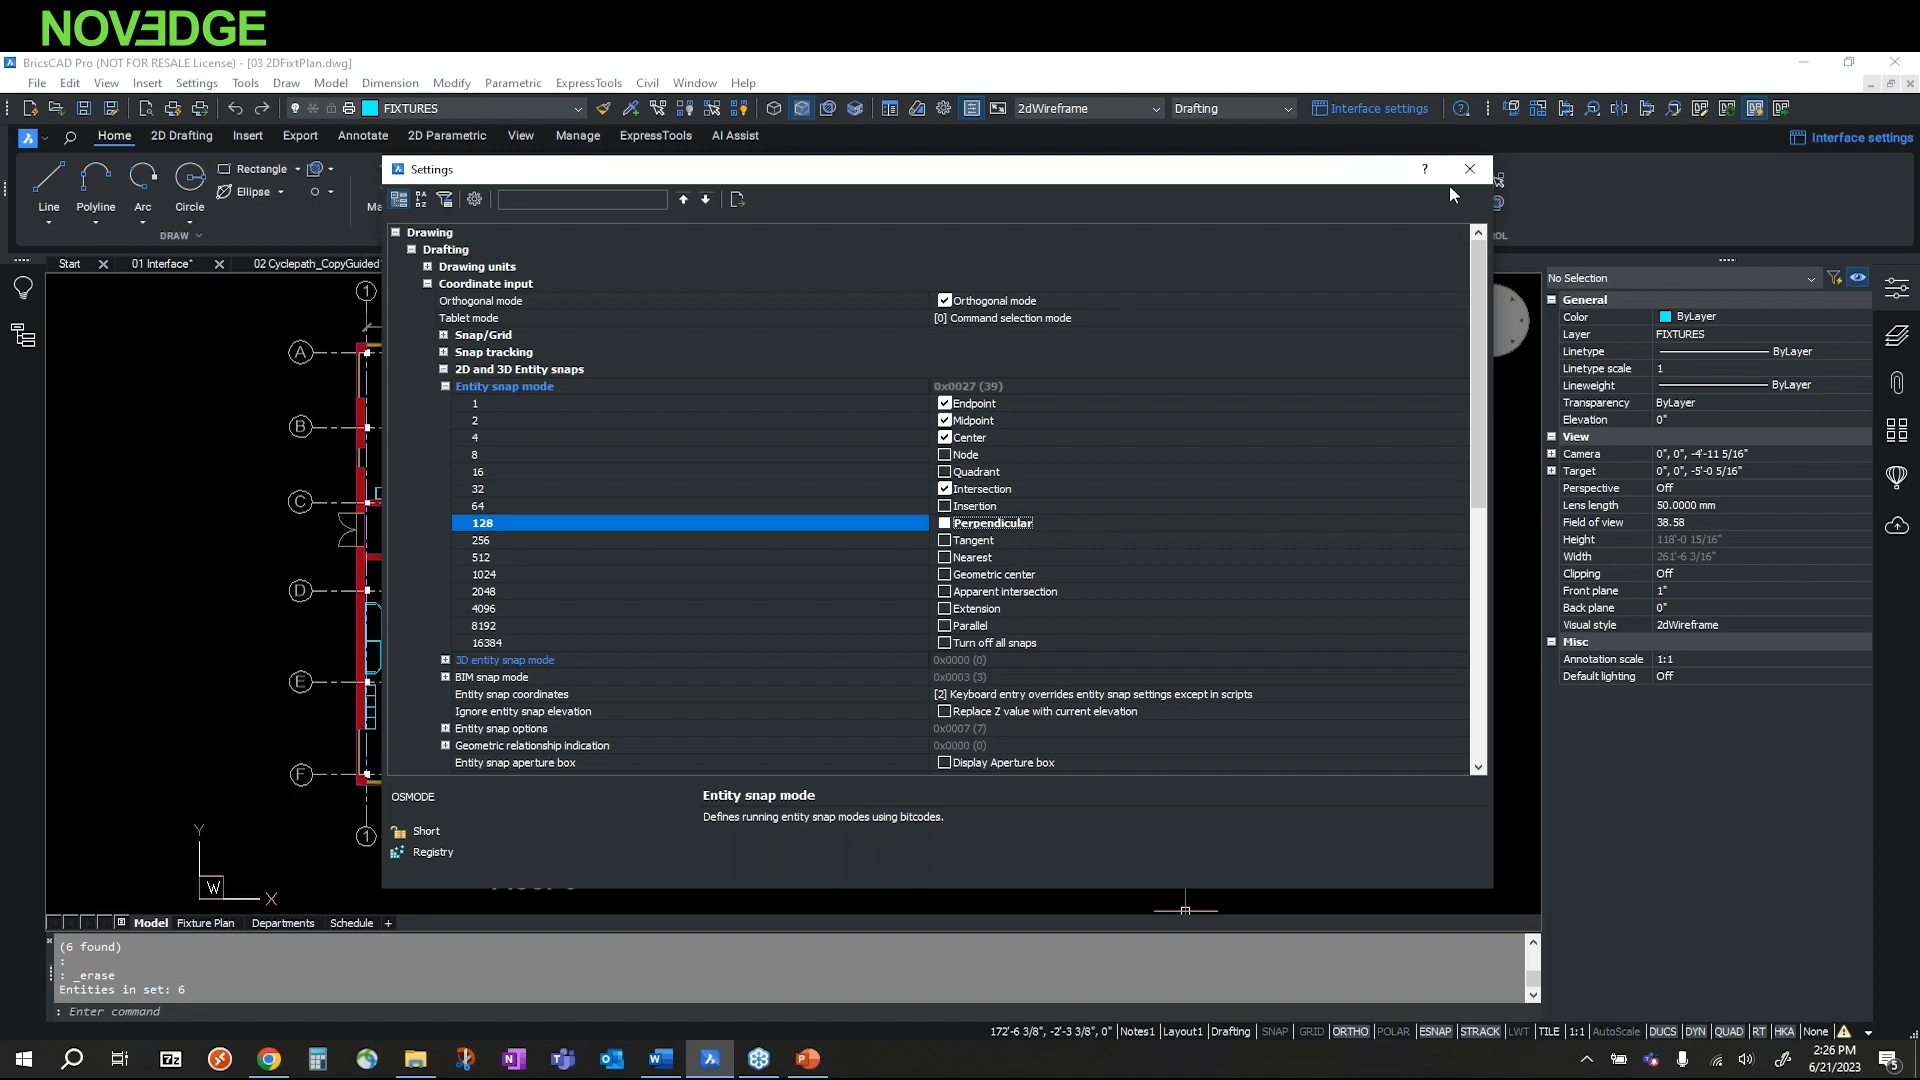 NOVEDGE
BricsCAD Pro (NOT FOR RESALE License) - [03 2DFixtPlan.dwg]
File Edit View Insert Settings Tools Draw Model Dimension Modify Parametric ExpressTools Civil Window Help
FIXTURES 2dWireframe Drafting Interface settings
Home 2D Drafting Insert Export Annotate 2D Parametric View Manage ExpressTools AI Assist Interface settings
Rectangle
Ellipse
Line Polyline Arc Circle
DRAW
Start 01 Interface* 02 Cyclepath_CopyGuided
Settings
Drawing
Drafting
Drawing units
Coordinate input
Orthogonal mode Orthogonal mode
Tablet mode [0] Command selection mode
Snap/Grid
Snap tracking
2D and 3D Entity snaps
Entity snap mode 0x0027 (39)
1 Endpoint
2 Midpoint
4 Center
8 Node
16 Quadrant
32 Intersection
64 Insertion
128 Perpendicular
256 Tangent
512 Nearest
1024 Geometric center
2048 Apparent intersection
4096 Extension
8192 Parallel
16384 Turn off all snaps
3D entity snap mode 0x0000 (0)
BIM snap mode 0x0003 (3)
Entity snap coordinates [2] Keyboard entry overrides entity snap settings except in scripts
Ignore entity snap elevation Replace Z value with current elevation
Entity snap options 0x0007 (7)
Geometric relationship indication 0x0000 (0)
Entity snap aperture box Display Aperture box
OSMODE
Short
Registry
Entity snap mode
Defines running entity snap modes using bitcodes.
1
A
B
C
D
E
F
1
Y
W
X
No Selection
General
Color ByLayer
Layer FIXTURES
Linetype ByLayer
Linetype scale 1
Lineweight ByLayer
Transparency ByLayer
Elevation 0"
View
Camera 0", 0", -4'-11 5/16"
Target 0", 0", -5'-0 5/16"
Perspective Off
Lens length 50.0000 mm
Field of view 38.58
Height 118'-0 15/16"
Width 261'-6 3/16"
Clipping Off
Front plane 1"
Back plane 0"
Visual style 2dWireframe
Misc
Annotation scale 1:1
Default lighting Off
Model Fixture Plan Departments Schedule +
(6 found)
:
: _erase
Entities in set: 6
: Enter command
172'-6 3/8", -2'-3 3/8", 0" Notes1 Layout1 Drafting SNAP GRID ORTHO POLAR ESNAP STRACK LWT TILE 1:1 AutoScale DUCS DYN QUAD RT HKA None
2:26 PM
6/21/2023
5